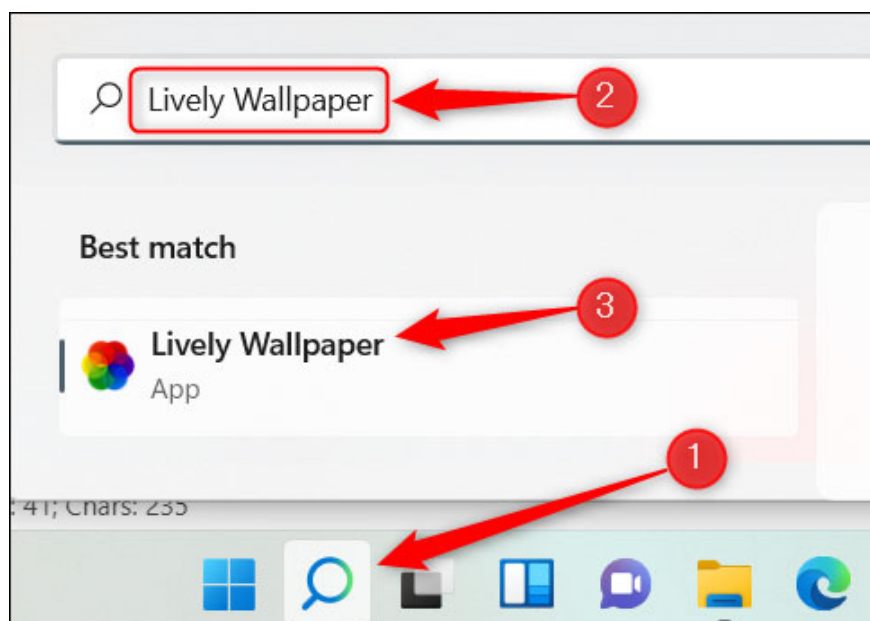 Lively Wallpaper
2
Best match
3
Lively Wallpaper
App
1
: 41; Chars: 235